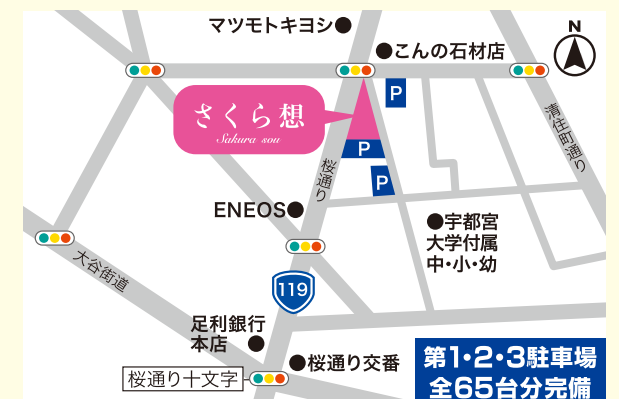 マツモトキヨシ
こんの石材店
N
P
さくら想
Sakura sou
P
P
桜通り
清住町通り
ENEOS
宇都宮
大学付属
中・小・幼
大谷街道
119
足利銀行
本店
桜通り交番
桜通り十文字
第1・2・3駐車場
全65台分完備